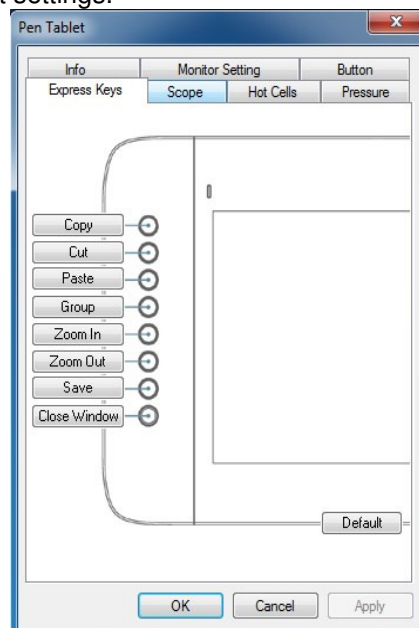 t settings.
Pen Tablet
Info Monitor Setting Button
Express Keys Scope Hot Cells Pressure
Copy
Cut
Paste
Group
Zoom In
Zoom Out
Save
Close Window
Default
OK Cancel Apply